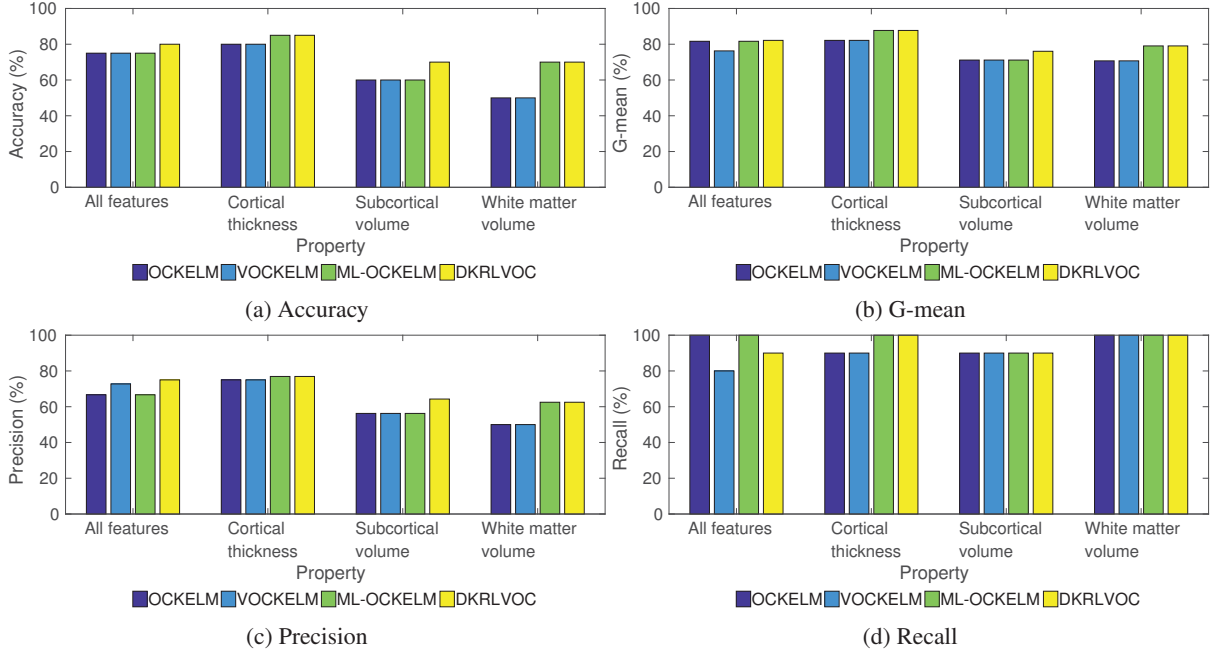 100
80
60
40
20
0
Accuracy (%)
All features Cortical thickness Subcortical volume White matter volume
Property
OCKELM VOCKELM ML-OCKELM DKRLVOC
(a) Accuracy
100
80
60
40
20
0
G-mean (%)
All features Cortical thickness Subcortical volume White matter volume
Property
OCKELM VOCKELM ML-OCKELM DKRLVOC
(b) G-mean
100
80
60
40
20
0
Precision (%)
All features Cortical thickness Subcortical volume White matter volume
Property
OCKELM VOCKELM ML-OCKELM DKRLVOC
(c) Precision
100
80
60
40
20
0
Recall (%)
All features Cortical thickness Subcortical volume White matter volume
Property
OCKELM VOCKELM ML-OCKELM DKRLVOC
(d) Recall